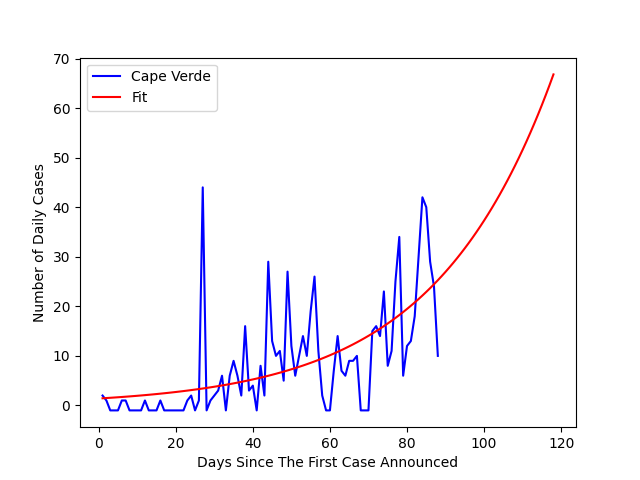 70
60
50
40
30
20
10
0
Number of Daily Cases
Cape Verde
Fit
0 20 40 60 80 100 120
Days Since The First Case Announced